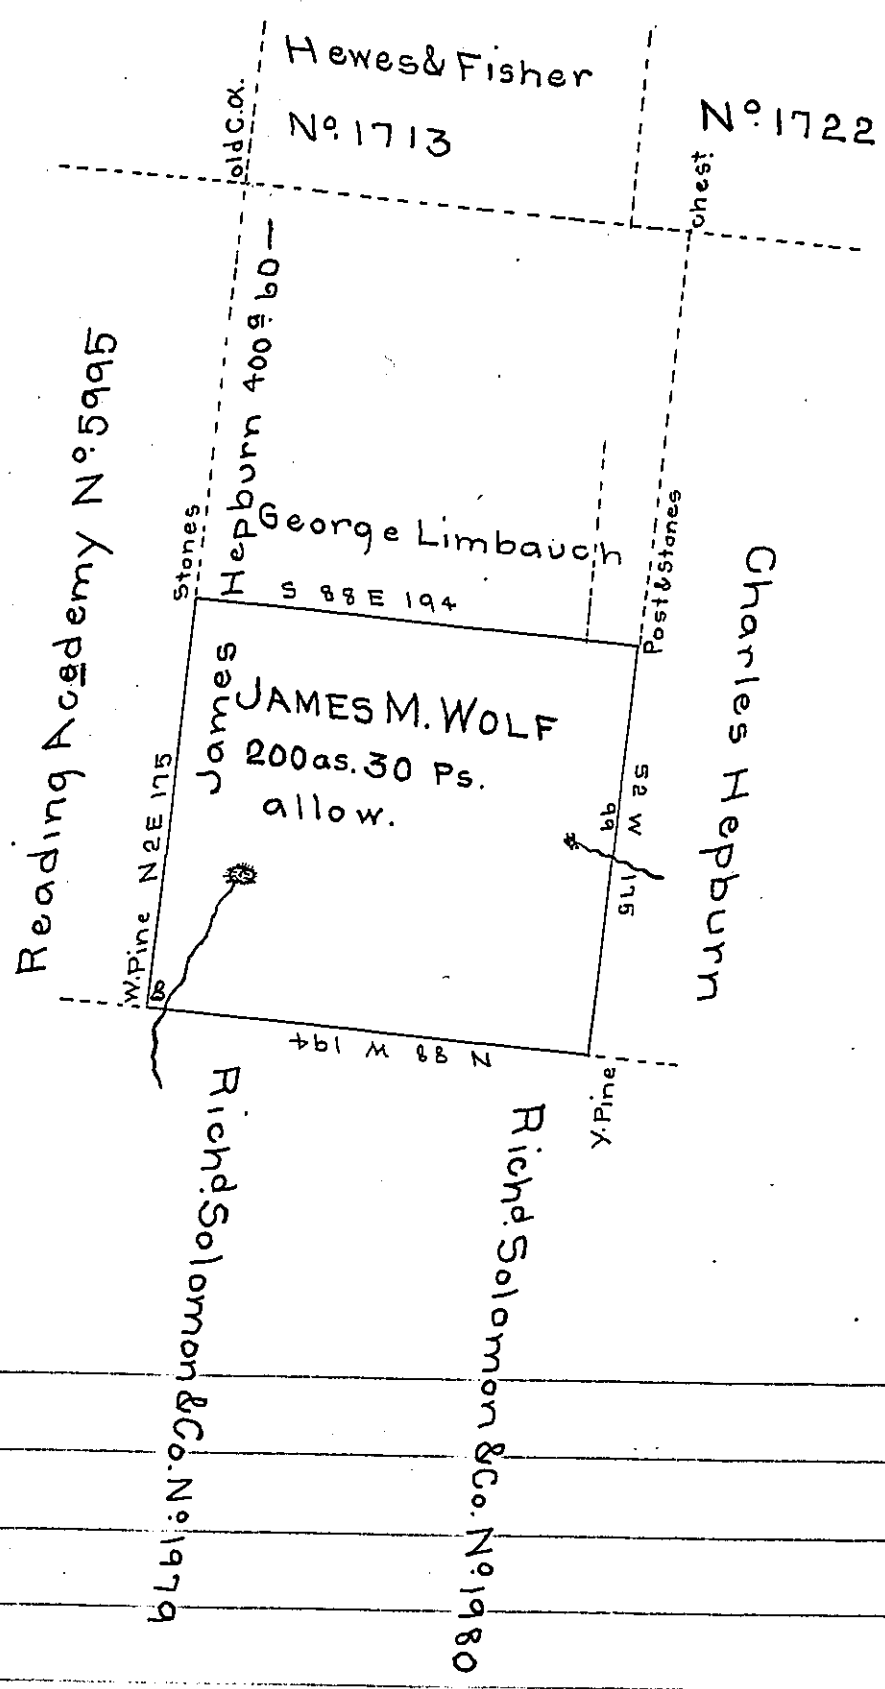 Hewes & Fisher
No. 1713
No. 1722
old C.O.
Chest
Reading Academy No. 5995
James Hepburn 400a 60—
Stones
George Limbauch
Post & Stones
Charles Hepburn
S 88 E 194
JAMES M. WOLF
200as. 30 Ps.
allow.
N 2 E 175
S 2 W 175
99
W. Pine
8
N 88 W 194
Y. Pine
Richd. Solomon & Co. No. 1979
Richd. Solomon & Co. No. 1980